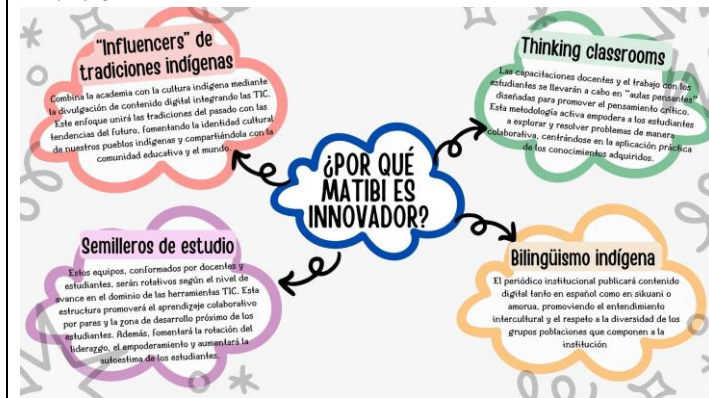 "Influencers" de
tradiciones indígenas
Combina la academia con la cultura indígena mediante
la divulgación de contenido digital integrando las TIC.
Este enfoque unirá las tradiciones del pasado con las
tendencias del futuro, fomentando la identidad cultural
de nuestros pueblos indígenas y compartiéndola con la
comunidad educativa y el mundo.
Thinking classrooms
Las capacitaciones docentes y el trabajo con los
estudiantes se llevarán a cabo en "aulas pensantes"
diseñadas para promover el pensamiento crítico.
Esta metodología activa empodera a los estudiantes
a explorar y resolver problemas de manera
colaborativa, centrándose en la aplicación práctica
de los conocimientos adquiridos.
¿POR QUÉ
MATIBI ES
INNOVADOR?
Semilleros de estudio
Estos equipos, conformados por docentes y
estudiantes, serán rotativos según el nivel de
avance en el dominio de las herramientas TIC. Esta
estructura promoverá el aprendizaje colaborativo
por pares y la zona de desarrollo próximo de los
estudiantes. Además, fomentará la rotación del
liderazgo, el empoderamiento y aumentará la
autoestima de los estudiantes.
Bilingüismo indígena
El periódico institucional publicará contenido
digital tanto en español como en sikuani o
amorua, promoviendo el entendimiento
intercultural y el respeto a la diversidad de los
grupos poblaciones que componen a la
institución